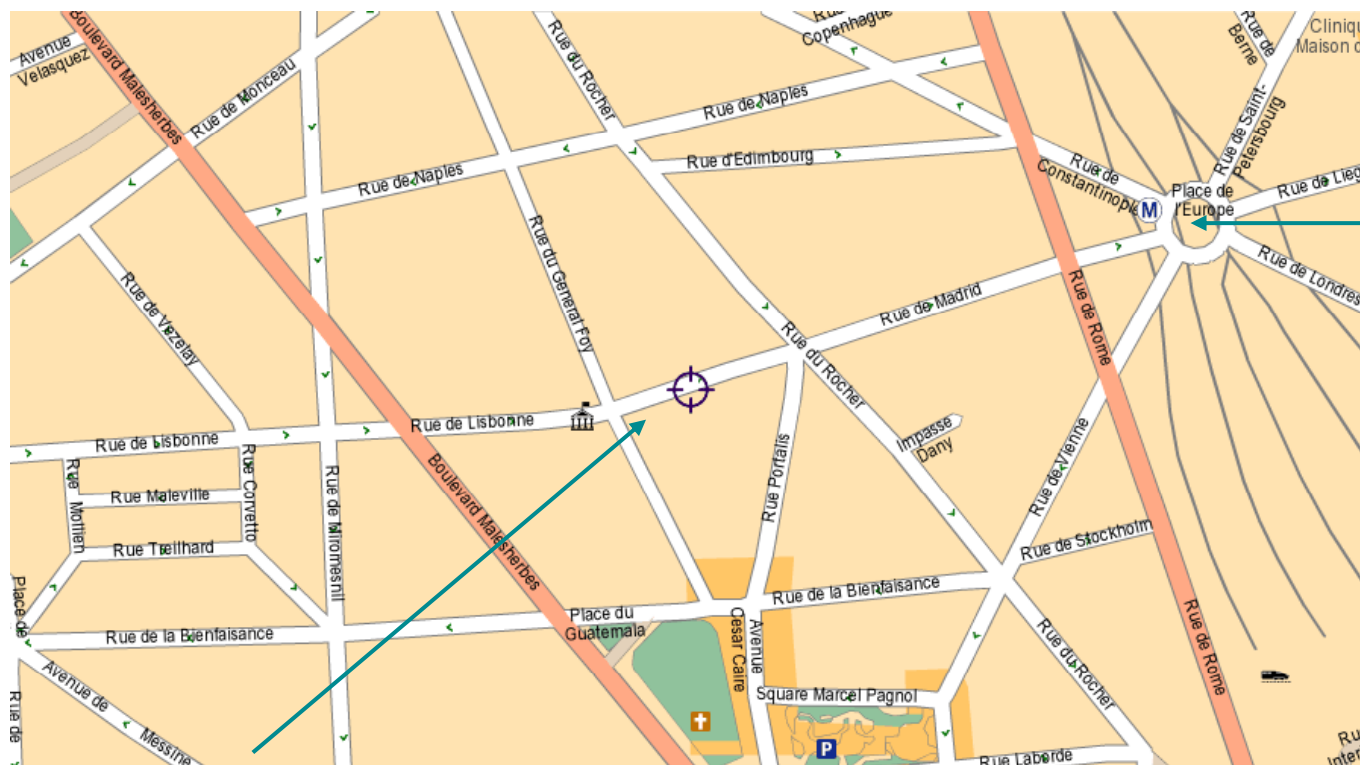 Boulevard Malesherbes
Avenue
Velasquez
Rue de Monceau
Rue du Rocher
Copenhague
Rue de
Berne
Rue de Naples
Rue de Naples
Rue d'Edimbourg
Rue de
Constantinople
M
Place de
l'Europe
Rue de Saint-
Petersbourg
Rue de Londres
Rue de Madrid
Rue de Rome
Rue du General Foy
Rue de Vezelay
Rue du Rocher
Rue de Lisbonne
Rue de Lisbonne
Impasse
Dany
Rue Portalis
Rue de Vienne
Rue de Stockholm
Boulevard Malesherbes
Rue Mollien
Rue Maleville
Rue Corvetto
Rue Treilhard
Rue de Miromesnil
Rue de la Bienfaisance
Rue de la Bienfaisance
Place du
Guatemala
Place de
Avenue
Cesar Caire
Rue du Rocher
Rue de Rome
Square Marcel Pagnol
P
Avenue de
Messine
Rue de
Rue Laborde